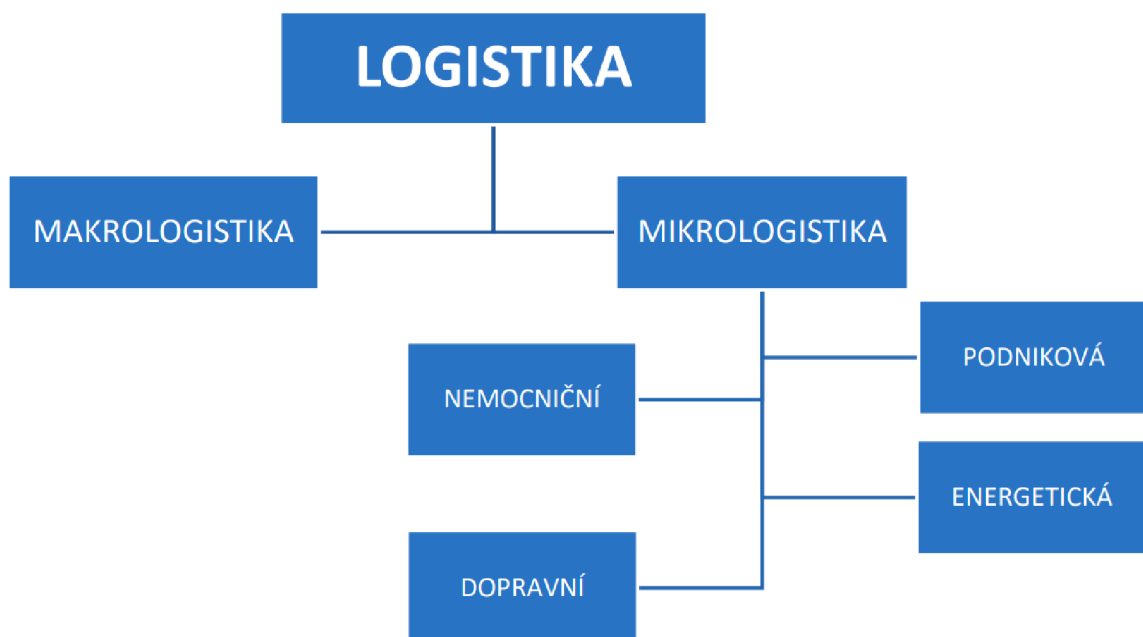 LOGISTIKA
MAKROLOGISTIKA
MIKROLOGISTIKA
PODNIKOVÁ
NEMOCNIČNÍ
ENERGETICKÁ
DOPRAVNÍ